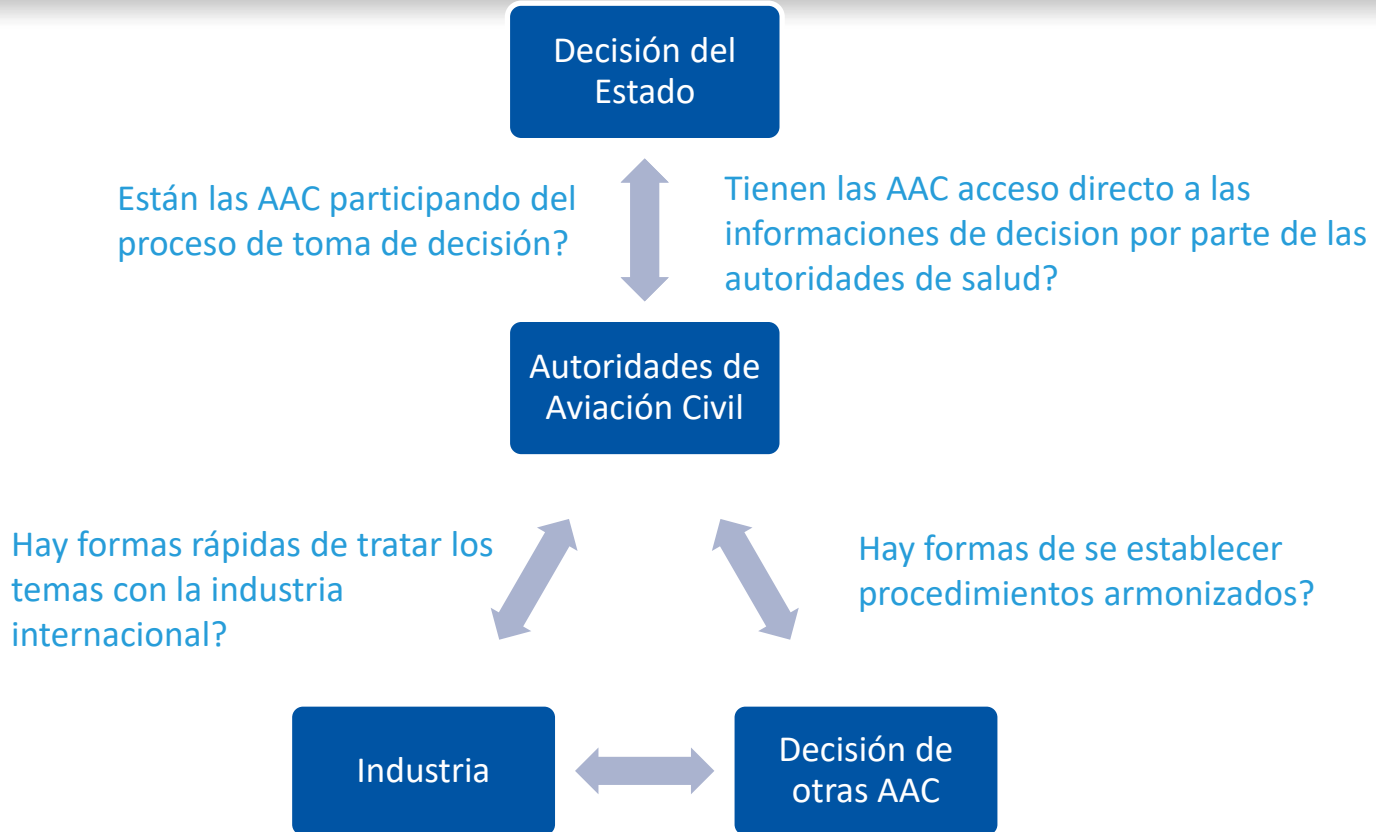 Decisión del
Estado
Están las AAC participando del
proceso de toma de decisión?
Tienen las AAC acceso directo a las
informaciones de decision por parte de las
autoridades de salud?
Autoridades de
Aviación Civil
Hay formas rápidas de tratar los
temas con la industria
internacional?
Hay formas de se establecer
procedimientos armonizados?
Industria
Decisión de
otras AAC